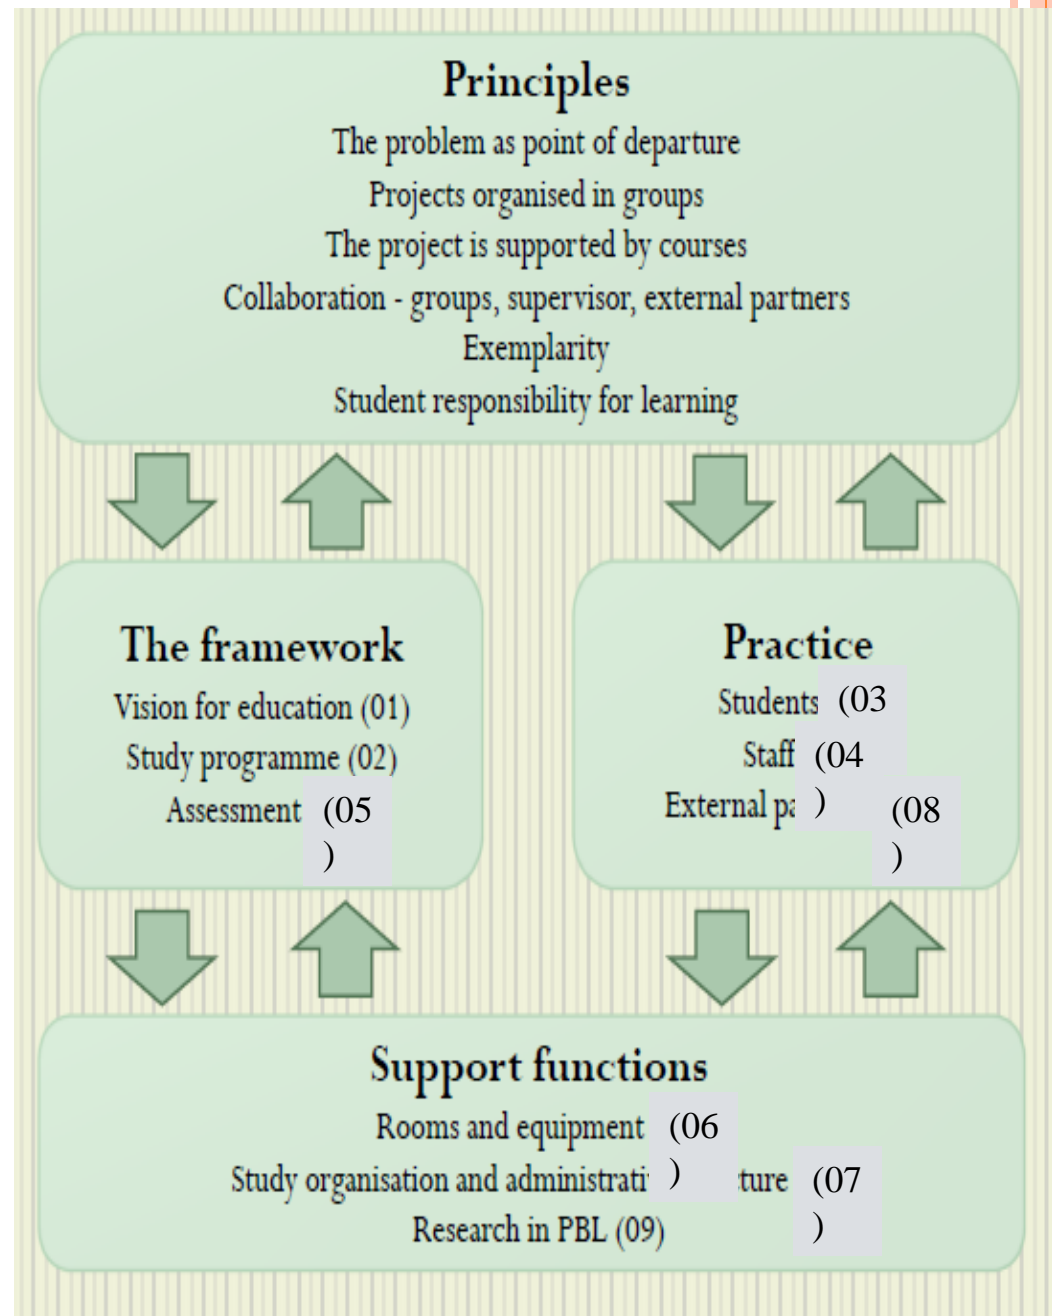 Principles
The problem as point of departure
Projects organised in groups
The project is supported by courses
Collaboration - groups, supervisor, external partners
Exemplarity
Student responsibility for learning
The framework
Vision for education (01)
Study programme (02)
Assessment (05)
Practice
Students (03
Staff (04)
External (08)
Support functions
Rooms and equipment (06)
Study organisation and (07)
Research in PBL (09)